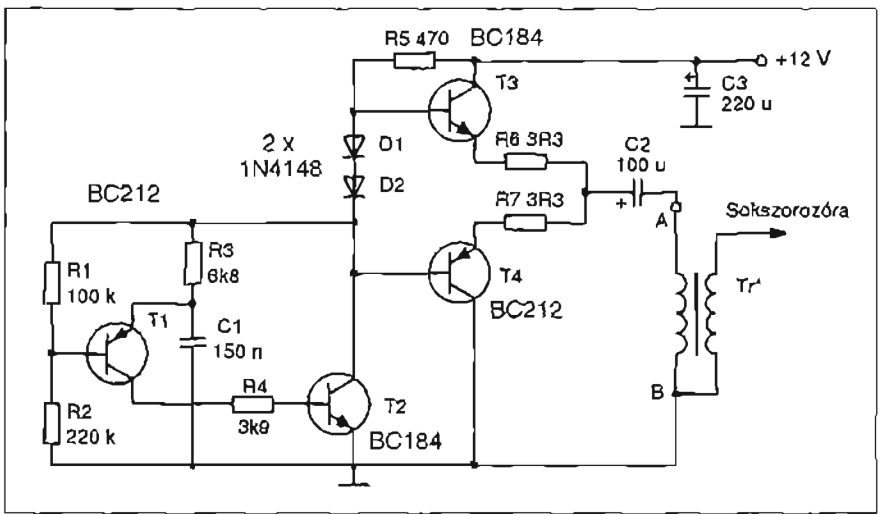 R5 470
BC184
+12 V
T3
C3
220 u
2 x
1N4148
D1
D2
R6 3R3
C2
100 u
+
BC212
R7 3R3
A
Sokszorozóra
R3
6k8
R1
100 k
T1
C1
150 n
T4
BC212
Tr*
R4
3k9
T2
B
R2
220 k
BC184